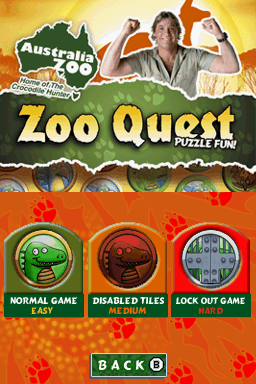 Australia
ZOO
Home of The
Crocodile Hunter
Zoo Quest
PUZZLE FUN!
NORMAL GAME
EASY
DISABLED TILES
MEDIUM
LOCK OUT GAME
HARD
BACK B